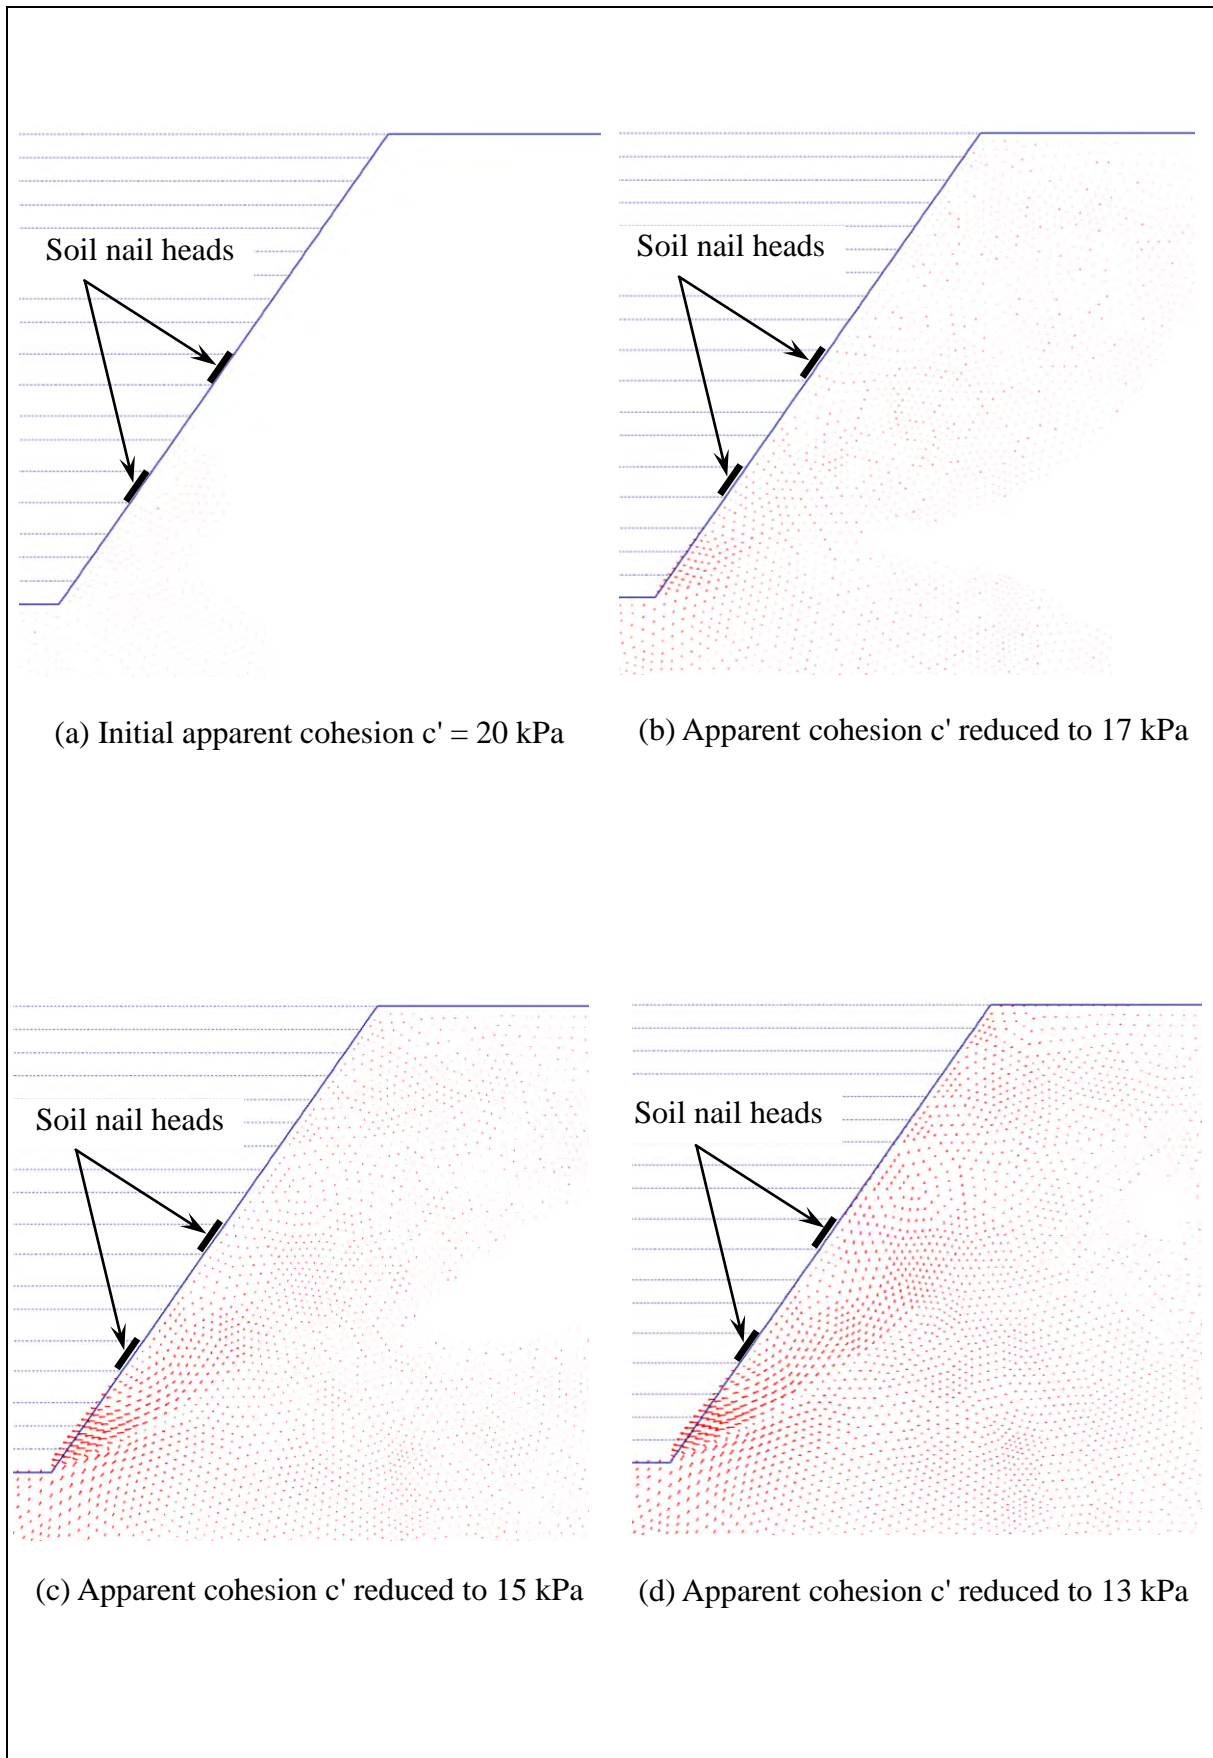 Soil nail heads
Soil nail heads
(a) Initial apparent cohesion c' = 20 kPa
(b) Apparent cohesion c' reduced to 17 kPa
Soil nail heads
Soil nail heads
(c) Apparent cohesion c' reduced to 15 kPa
(d) Apparent cohesion c' reduced to 13 kPa